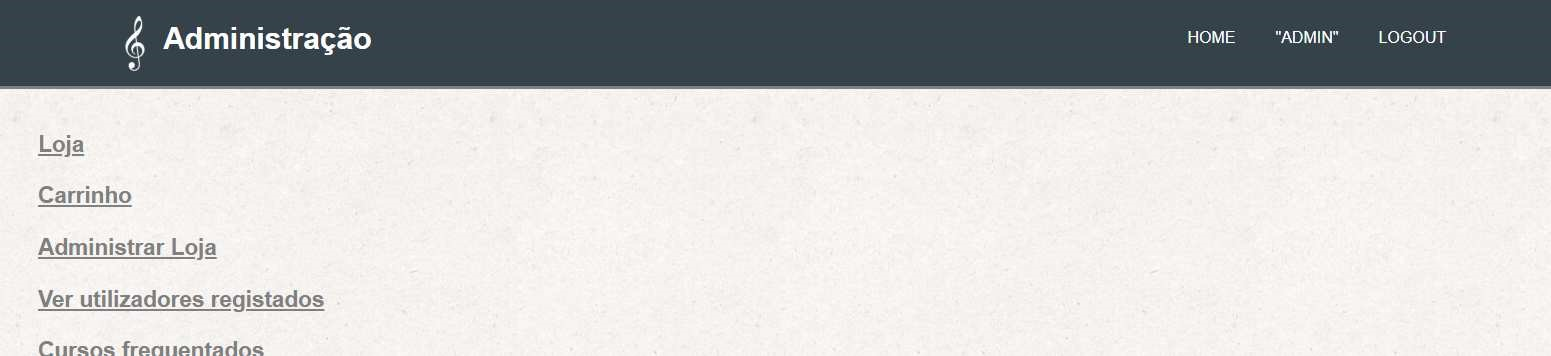 Administração
HOME "ADMIN" LOGOUT
Loja
Carrinho
Administrar Loja
Ver utilizadores registados
Cursos frequentados